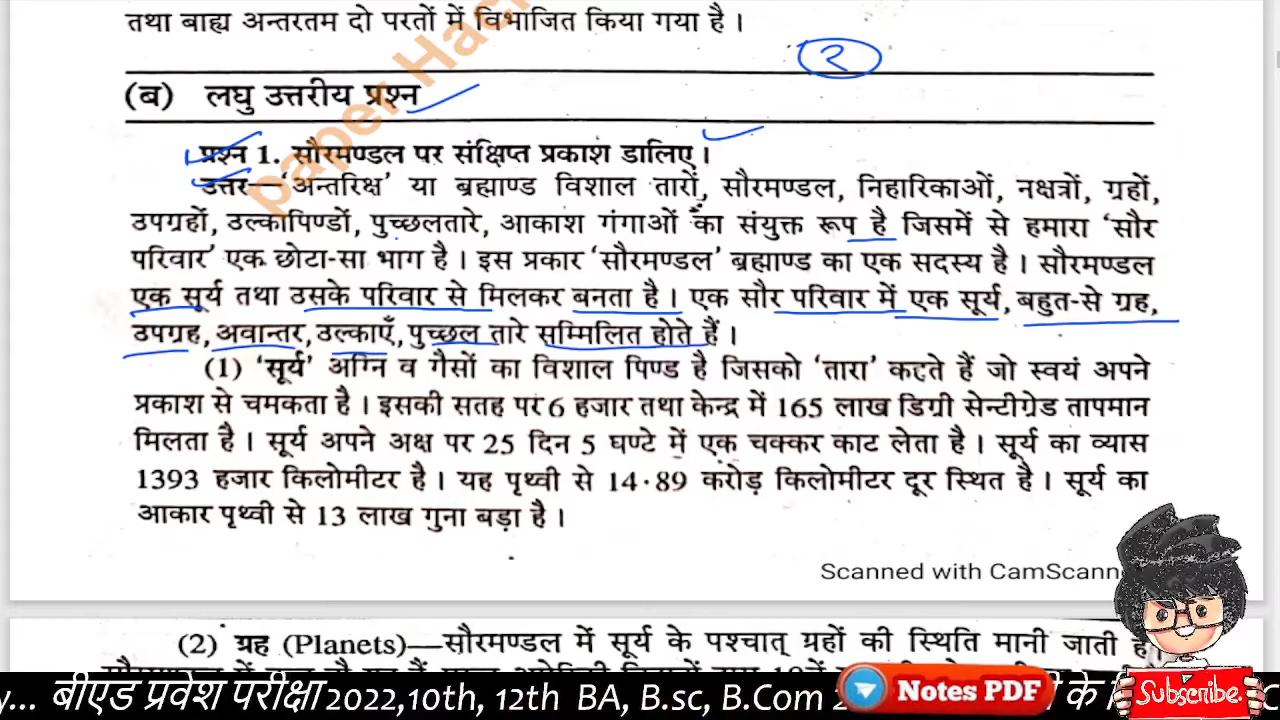 तथा बाह्य अन्तरतम दो परतों में विभाजित किया गया है।
२
(ब) लघु उत्तरीय प्रश्न
प्रश्न 1. सौरमण्डल पर संक्षिप्त प्रकाश डालिए।
उत्तर—'अन्तरिक्ष' या ब्रह्माण्ड विशाल तारों, सौरमण्डल, निहारिकाओं, नक्षत्रों, ग्रहों,
उपग्रहों, उल्कापिण्डों, पुच्छलतारे, आकाश गंगाओं का संयुक्त रूप है जिसमें से हमारा 'सौर
परिवार' एक छोटा-सा भाग है। इस प्रकार 'सौरमण्डल' ब्रह्माण्ड का एक सदस्य है। सौरमण्डल
एक सूर्य तथा उसके परिवार से मिलकर बनता है। एक सौर परिवार में एक सूर्य, बहुत-से ग्रह,
उपग्रह, अवान्तर, उल्काएँ, पुच्छल तारे सम्मिलित होते हैं।
(1) 'सूर्य' अग्नि व गैसों का विशाल पिण्ड है जिसको 'तारा' कहते हैं जो स्वयं अपने
प्रकाश से चमकता है। इसकी सतह पर 6 हजार तथा केन्द्र में 165 लाख डिग्री सेन्टीग्रेड तापमान
मिलता है। सूर्य अपने अक्ष पर 25 दिन 5 घण्टे में एक चक्कर काट लेता है। सूर्य का व्यास
1393 हजार किलोमीटर है। यह पृथ्वी से 14·89 करोड़ किलोमीटर दूर स्थित है। सूर्य का
आकार पृथ्वी से 13 लाख गुना बड़ा है।
paper Hac
Scanned with CamScann
(2) ग्रह (Planets)—सौरमण्डल में सूर्य के पश्चात् ग्रहों की स्थिति मानी जाती है।
y... बीएड प्रवेश परीक्षा 2022,10th, 12th BA, B.sc, B.Com 2
Notes PDF
Subscribe.